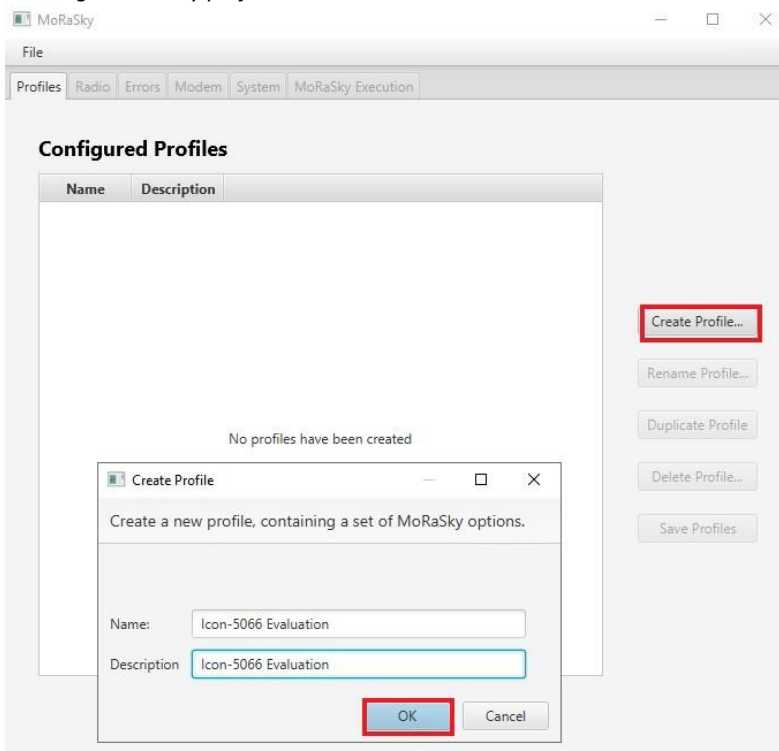 MoRaSky
File
Profiles Radio Errors Modem System MoRaSky Execution
Configured Profiles
Name Description
Create Profile...
Rename Profile...
Duplicate Profile
No profiles have been created
Delete Profile...
Save Profiles
Create Profile
Create a new profile, containing a set of MoRaSky options.
Name: Icon-5066 Evaluation
Description Icon-5066 Evaluation
OK Cancel